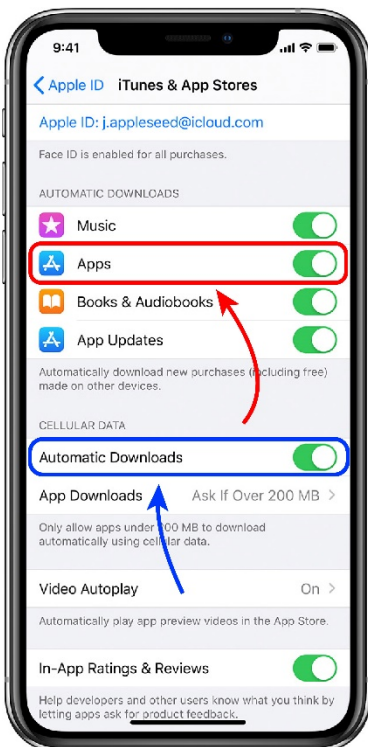 9:41
Apple ID iTunes & App Stores
Apple ID: j.appleseed@icloud.com
Face ID is enabled for all purchases.
AUTOMATIC DOWNLOADS
Music
Apps
Books & Audiobooks
App Updates
Automatically download new purchases (including free)
made on other devices.
CELLULAR DATA
Automatic Downloads
App Downloads Ask If Over 200 MB
Only allow apps under 200 MB to download
automatically using cellular data.
Video Autoplay On
Automatically play app preview videos in the App Store.
In-App Ratings & Reviews
Help developers and other users know what you think by
letting apps ask for product feedback.